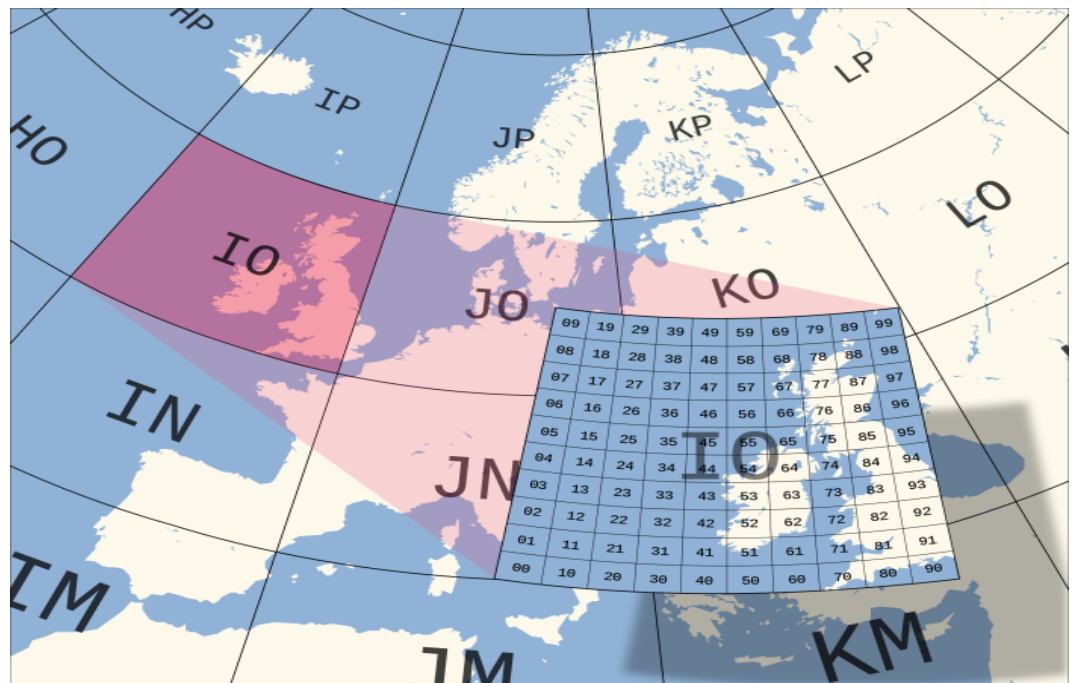 HP
IP
HO
JP
KP
LP
IO
LO
JO
KO
09 19 29 39 49 59 69 79 89 99
08 18 28 38 48 58 68 78 88 98
07 17 27 37 47 57 67 77 87 97
06 16 26 36 46 56 66 76 86 96
05 15 25 35 45 55 65 75 85 95
IO
04 14 24 34 44 54 64 74 84 94
03 13 23 33 43 53 63 73 83 93
02 12 22 32 42 52 62 72 82 92
01 11 21 31 41 51 61 71 81 91
00 10 20 30 40 50 60 70 80 90
IN
JN
IM
JM
KM